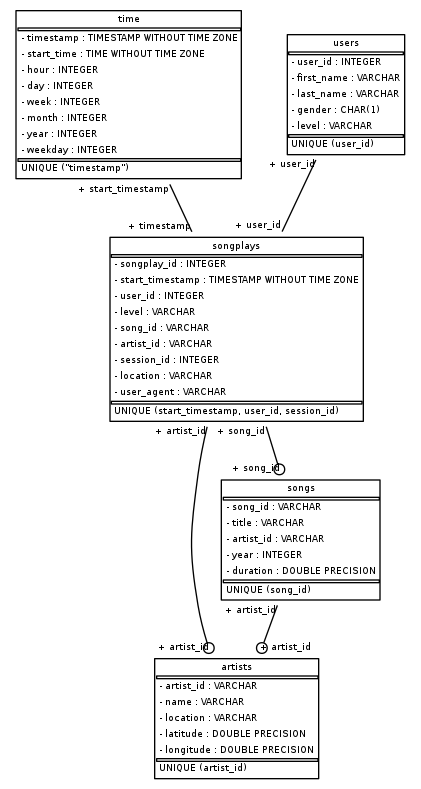 time
- timestamp : TIMESTAMP WITHOUT TIME ZONE
- start_time : TIME WITHOUT TIME ZONE
- hour : INTEGER
- day : INTEGER
- week : INTEGER
- month : INTEGER
- year : INTEGER
- weekday : INTEGER
UNIQUE ("timestamp")
users
- user_id : INTEGER
- first_name : VARCHAR
- last_name : VARCHAR
- gender : CHAR(1)
- level : VARCHAR
UNIQUE (user_id)
+ start_timestamp
+ user_id
+ timestamp
+ user_id
songplays
- songplay_id : INTEGER
- start_timestamp : TIMESTAMP WITHOUT TIME ZONE
- user_id : INTEGER
- level : VARCHAR
- song_id : VARCHAR
- artist_id : VARCHAR
- session_id : INTEGER
- location : VARCHAR
- user_agent : VARCHAR
UNIQUE (start_timestamp, user_id, session_id)
+ artist_id
+ song_id
+ song_id
songs
- song_id : VARCHAR
- title : VARCHAR
- artist_id : VARCHAR
- year : INTEGER
- duration : DOUBLE PRECISION
UNIQUE (song_id)
+ artist_id
+ artist_id
+ artist_id
artists
- artist_id : VARCHAR
- name : VARCHAR
- location : VARCHAR
- latitude : DOUBLE PRECISION
- longitude : DOUBLE PRECISION
UNIQUE (artist_id)